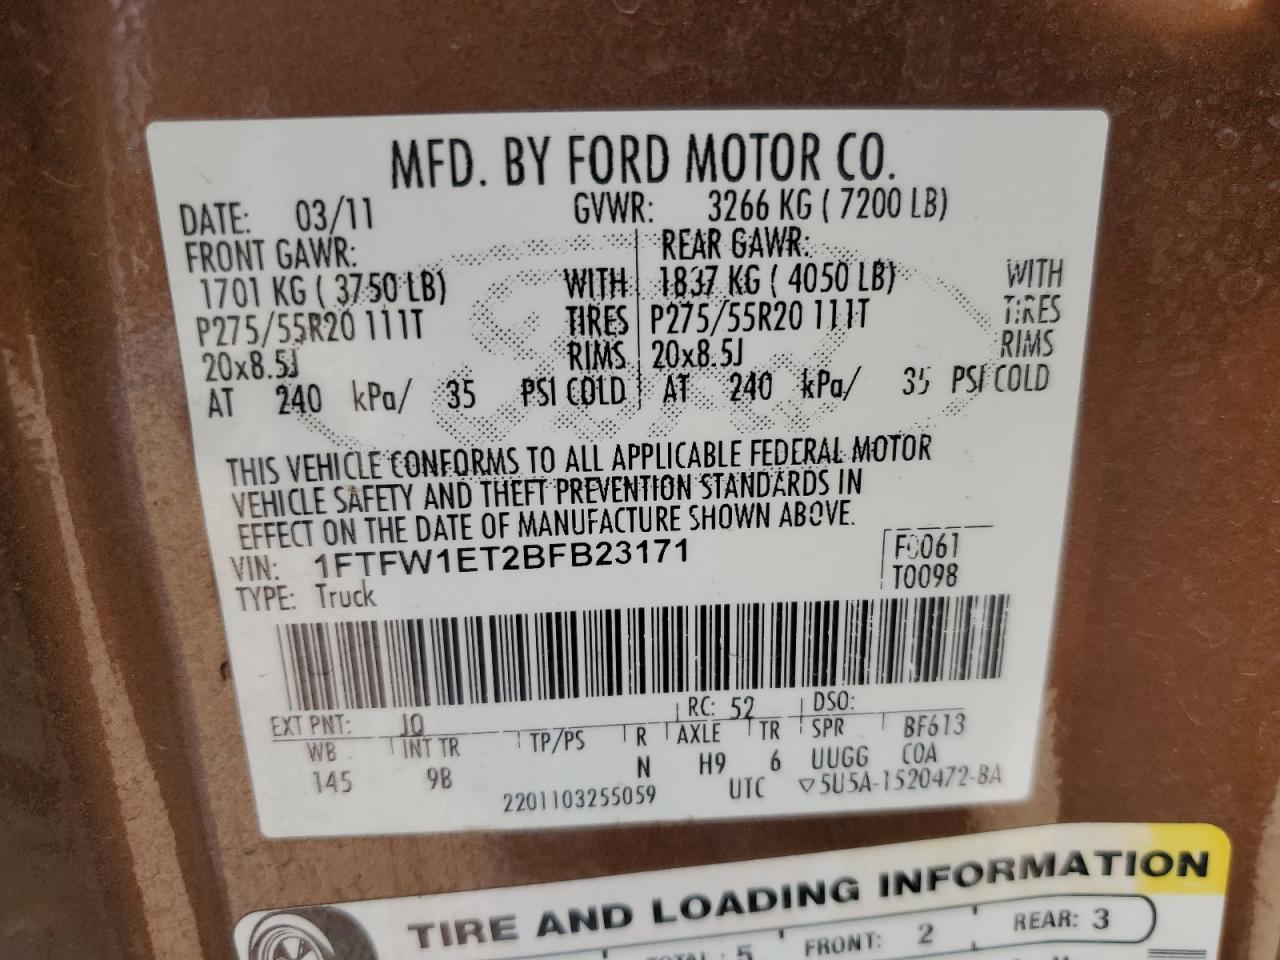 MFD. BY FORD MOTOR CO.
DATE: 03/11 GVWR: 3266 KG ( 7200 LB)
FRONT GAWR: REAR GAWR:
1701 KG ( 3750 LB) WITH 1837 KG ( 4050 LB) WITH
P275/55R20 111T TIRES P275/55R20 111T TIRES
20x8.5J RIMS 20x8.5J RIMS
AT 240 kPa/ 35 PSI COLD AT 240 kPa/ 35 PSI COLD
THIS VEHICLE CONFORMS TO ALL APPLICABLE FEDERAL MOTOR
VEHICLE SAFETY AND THEFT PREVENTION STANDARDS IN
EFFECT ON THE DATE OF MANUFACTURE SHOWN ABOVE.
VIN: 1FTFW1ET2BFB23171 F0061
TYPE: Truck T0098
EXT PNT: JQ RC: 52 DSO:
WB INT TR TP/PS R AXLE TR SPR BF613
145 9B N H9 6 UUGG COA
2201103255059 UTC ▽5U5A-1520472-BA
TIRE AND LOADING INFORMATION
TOTAL: 5 FRONT: 2 REAR: 3